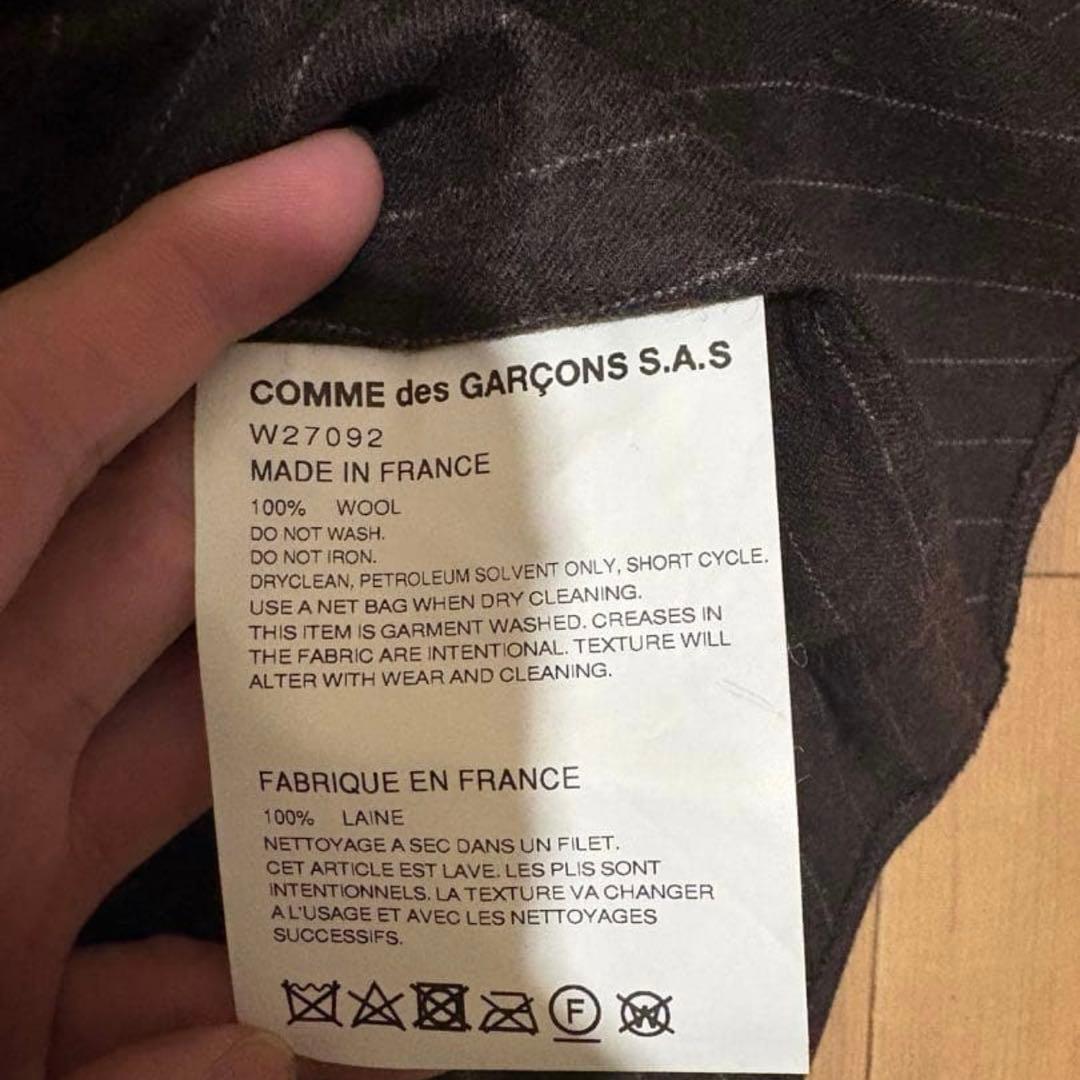 COMME des GARÇONS S.A.S
W27092
MADE IN FRANCE
100% WOOL
DO NOT WASH.
DO NOT IRON.
DRYCLEAN, PETROLEUM SOLVENT ONLY, SHORT CYCLE.
USE A NET BAG WHEN DRY CLEANING.
THIS ITEM IS GARMENT WASHED. CREASES IN
THE FABRIC ARE INTENTIONAL. TEXTURE WILL
ALTER WITH WEAR AND CLEANING.
FABRIQUE EN FRANCE
100% LAINE
NETTOYAGE A SEC DANS UN FILET.
CET ARTICLE EST LAVE. LES PLIS SONT
INTENTIONNELS. LA TEXTURE VA CHANGER
A L'USAGE ET AVEC LES NETTOYAGES
SUCCESSIFS.
F W